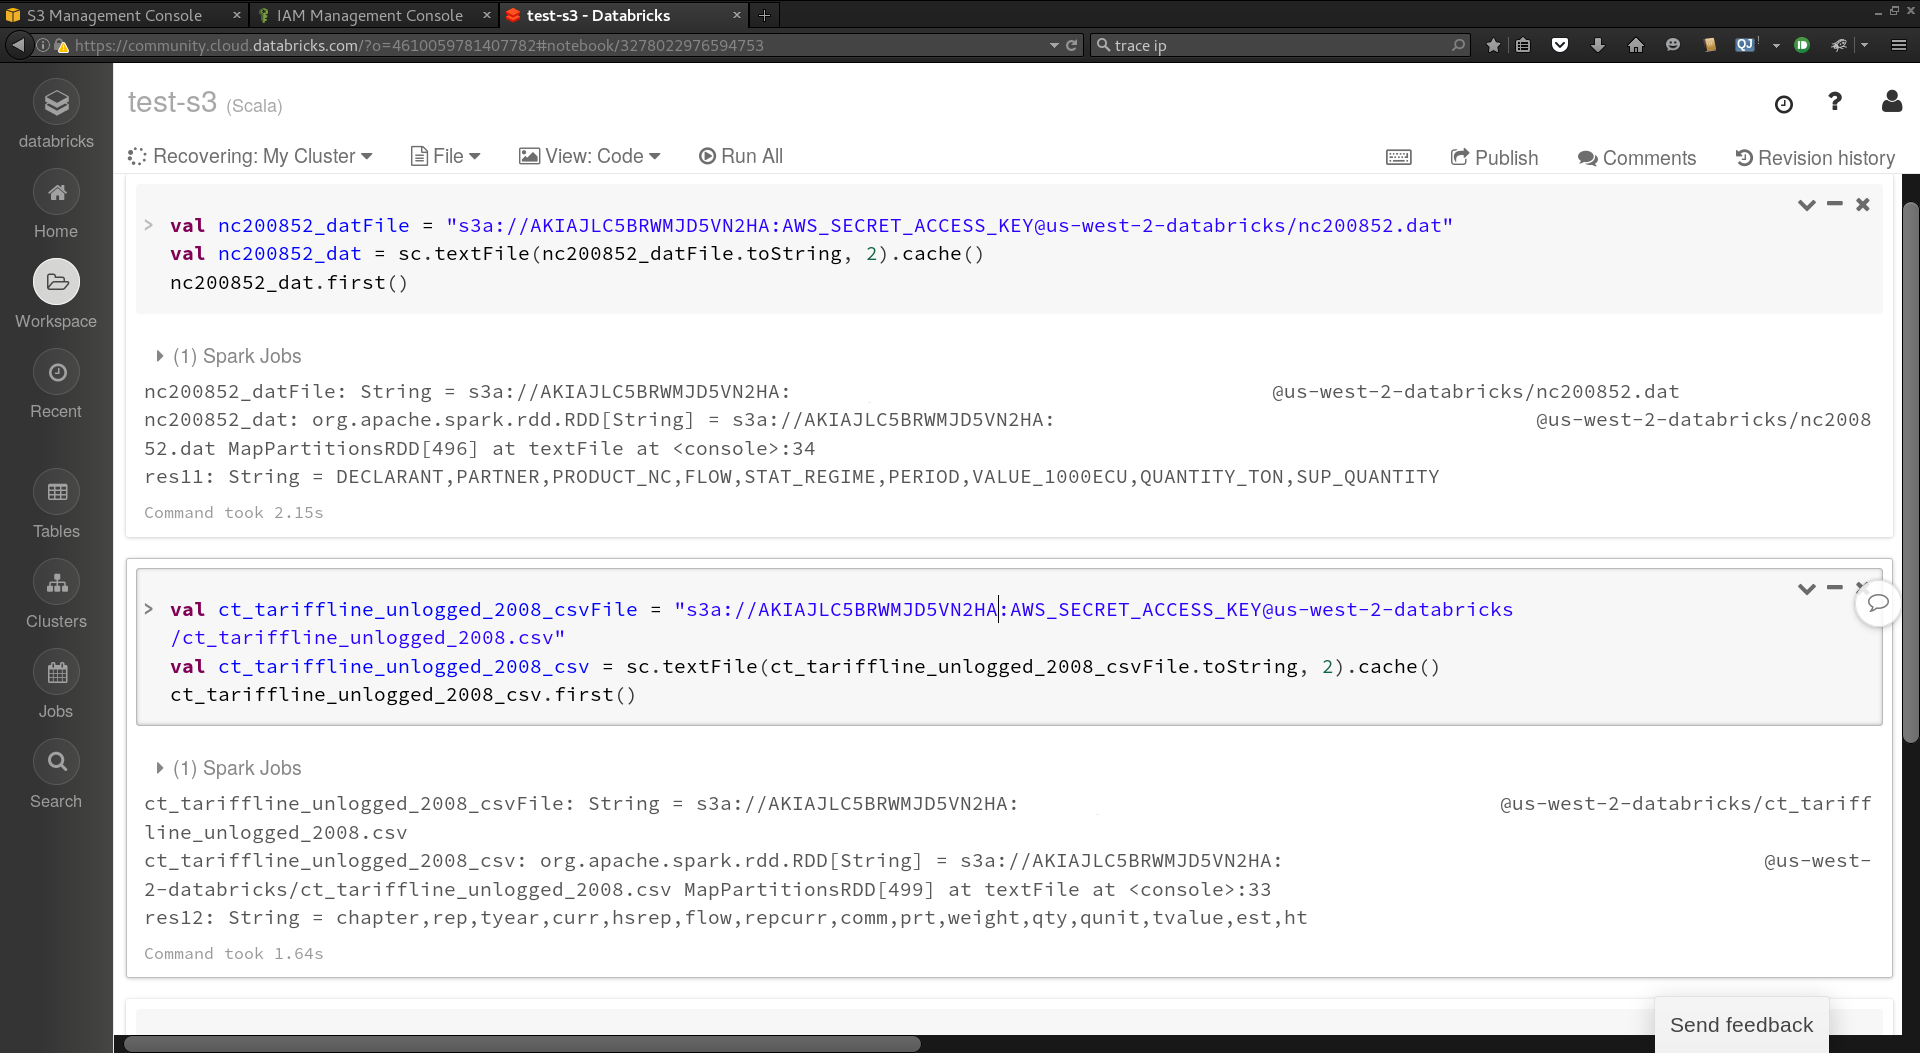 S3 Management Console
IAM Management Console
test-s3 - Databricks
https://community.cloud.databricks.com/?o=4610059781407782#notebook/3278022976594753
trace ip
QJ
test-s3 (Scala)
Recovering: My Cluster
File
View: Code
Run All
Publish
Comments
Revision history
databricks
Home
Workspace
Recent
Tables
Clusters
Jobs
Search
> val nc200852_datFile = "s3a://AKIAJLC5BRWMJD5VN2HA:AWS_SECRET_ACCESS_KEY@us-west-2-databricks/nc200852.dat"
val nc200852_dat = sc.textFile(nc200852_datFile.toString, 2).cache()
nc200852_dat.first()
(1) Spark Jobs
nc200852_datFile: String = s3a://AKIAJLC5BRWMJD5VN2HA: @us-west-2-databricks/nc200852.dat
nc200852_dat: org.apache.spark.rdd.RDD[String] = s3a://AKIAJLC5BRWMJD5VN2HA: @us-west-2-databricks/nc2008
52.dat MapPartitionsRDD[496] at textFile at <console>:34
res11: String = DECLARANT,PARTNER,PRODUCT_NC,FLOW,STAT_REGIME,PERIOD,VALUE_1000ECU,QUANTITY_TON,SUP_QUANTITY
Command took 2.15s
> val ct_tariffline_unlogged_2008_csvFile = "s3a://AKIAJLC5BRWMJD5VN2HA:AWS_SECRET_ACCESS_KEY@us-west-2-databricks
/ct_tariffline_unlogged_2008.csv"
val ct_tariffline_unlogged_2008_csv = sc.textFile(ct_tariffline_unlogged_2008_csvFile.toString, 2).cache()
ct_tariffline_unlogged_2008_csv.first()
(1) Spark Jobs
ct_tariffline_unlogged_2008_csvFile: String = s3a://AKIAJLC5BRWMJD5VN2HA: @us-west-2-databricks/ct_tariff
line_unlogged_2008.csv
ct_tariffline_unlogged_2008_csv: org.apache.spark.rdd.RDD[String] = s3a://AKIAJLC5BRWMJD5VN2HA: @us-west-
2-databricks/ct_tariffline_unlogged_2008.csv MapPartitionsRDD[499] at textFile at <console>:33
res12: String = chapter,rep,tyear,curr,hsrep,flow,repcurr,comm,prt,weight,qty,qunit,tvalue,est,ht
Command took 1.64s
Send feedback